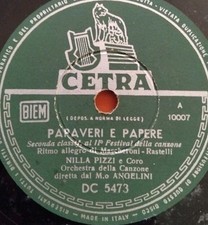 CETRA
(DEPOS. A NORMA DI LEGGE)
BIEM
A
10007
PAPAVERI E PAPERE
Seconda classif. al II° Festival della canzone
Ritmo allegro di Mascheroni - Rastelli
NILLA PIZZI e Coro
Orchestra della Canzone
diretta dal M.o ANGELINI
DC 5473
MADE IN ITALY